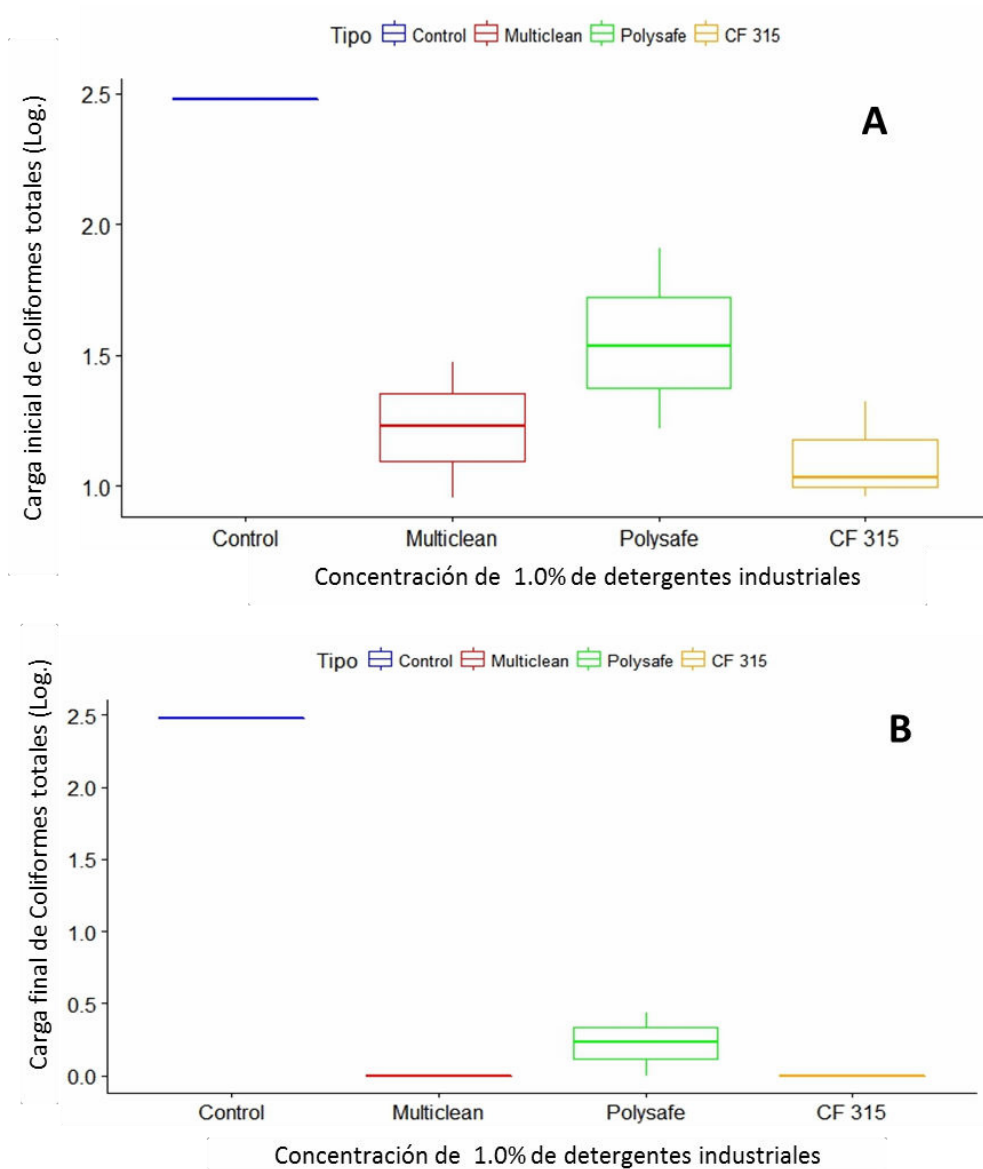 Tipo Control Multiclean Polysafe CF 315
A
Carga inicial de Coliformes totales (Log.)
2.5
2.0
1.5
1.0
Control Multiclean Polysafe CF 315
Concentración de 1.0% de detergentes industriales
Tipo Control Multiclean Polysafe CF 315
B
Carga final de Coliformes totales (Log.)
2.5
2.0
1.5
1.0
0.5
0.0
Control Multiclean Polysafe CF 315
Concentración de 1.0% de detergentes industriales